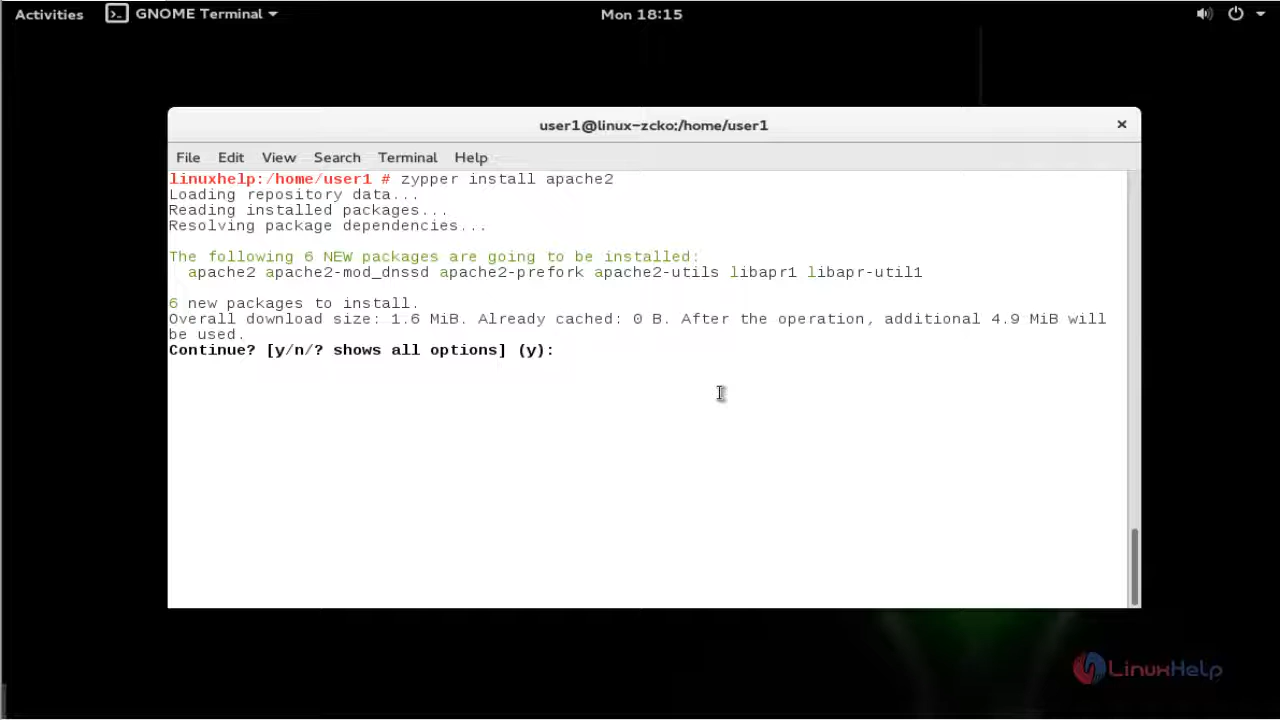 Activities GNOME Terminal Mon 18:15
user1@linux-zcko:/home/user1
File Edit View Search Terminal Help
linuxhelp:/home/user1 # zypper install apache2
Loading repository data...
Reading installed packages...
Resolving package dependencies...
The following 6 NEW packages are going to be installed:
apache2 apache2-mod_dnssd apache2-prefork apache2-utils libapr1 libapr-util1
6 new packages to install.
Overall download size: 1.6 MiB. Already cached: 0 B. After the operation, additional 4.9 MiB will
be used.
Continue? [y/n/? shows all options] (y):
LinuxHelp